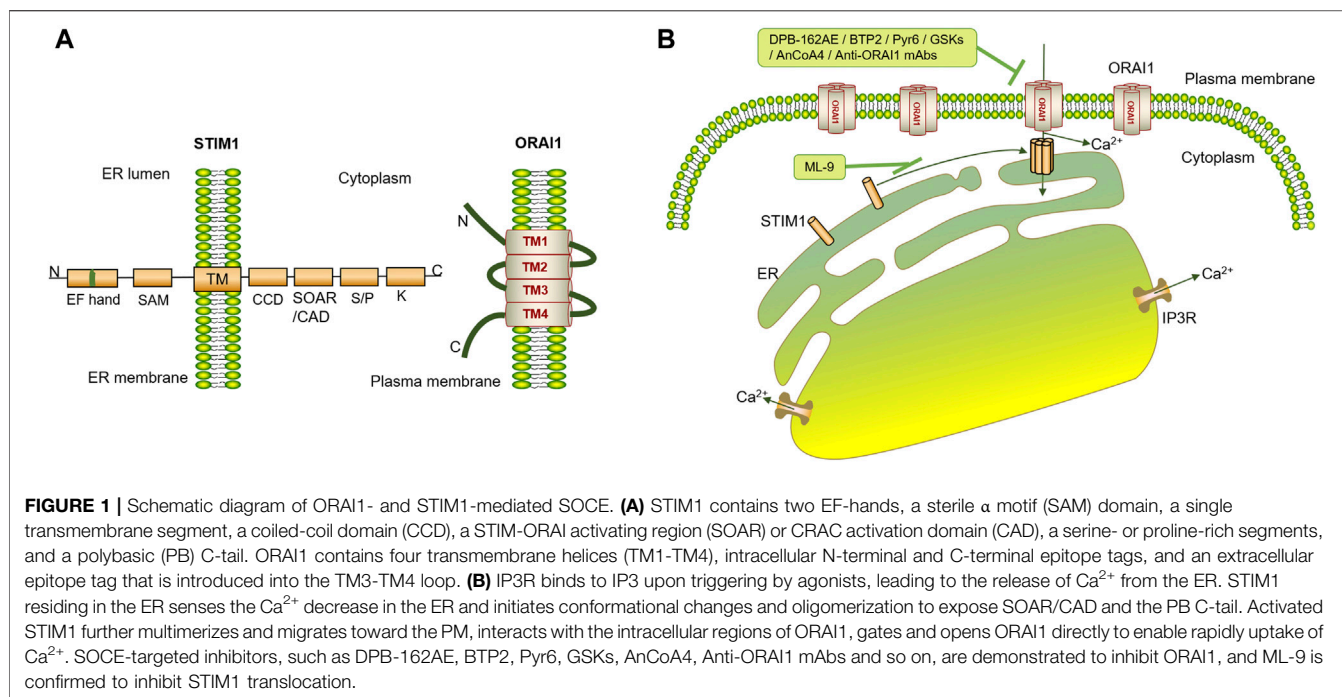 A
STIM1
ORAI1
ER lumen
Cytoplasm
N
TM1
TM2
TM3
TM4
C
N
EF hand
SAM
TM
CCD
SOAR
/CAD
S/P
K
C
ER membrane
Plasma membrane
B
DPB-162AE / BTP2 / Pyr6 / GSKs
/ AnCoA4 / Anti-ORAI1 mAbs
ORAI1
Plasma membrane
ORAI1
ORAI1
ORAI1
ORAI1
Ca²⁺
Cytoplasm
ML-9
STIM1
ER
Ca²⁺
IP3R
Ca²⁺
FIGURE 1 | Schematic diagram of ORAI1- and STIM1-mediated SOCE. (A) STIM1 contains two EF-hands, a sterile α motif (SAM) domain, a single
transmembrane segment, a coiled-coil domain (CCD), a STIM-ORAI activating region (SOAR) or CRAC activation domain (CAD), a serine- or proline-rich segments,
and a polybasic (PB) C-tail. ORAI1 contains four transmembrane helices (TM1-TM4), intracellular N-terminal and C-terminal epitope tags, and an extracellular
epitope tag that is introduced into the TM3-TM4 loop. (B) IP3R binds to IP3 upon triggering by agonists, leading to the release of Ca²⁺ from the ER. STIM1
residing in the ER senses the Ca²⁺ decrease in the ER and initiates conformational changes and oligomerization to expose SOAR/CAD and the PB C-tail. Activated
STIM1 further multimerizes and migrates toward the PM, interacts with the intracellular regions of ORAI1, gates and opens ORAI1 directly to enable rapidly uptake of
Ca²⁺. SOCE-targeted inhibitors, such as DPB-162AE, BTP2, Pyr6, GSKs, AnCoA4, Anti-ORAI1 mAbs and so on, are demonstrated to inhibit ORAI1, and ML-9 is
confirmed to inhibit STIM1 translocation.